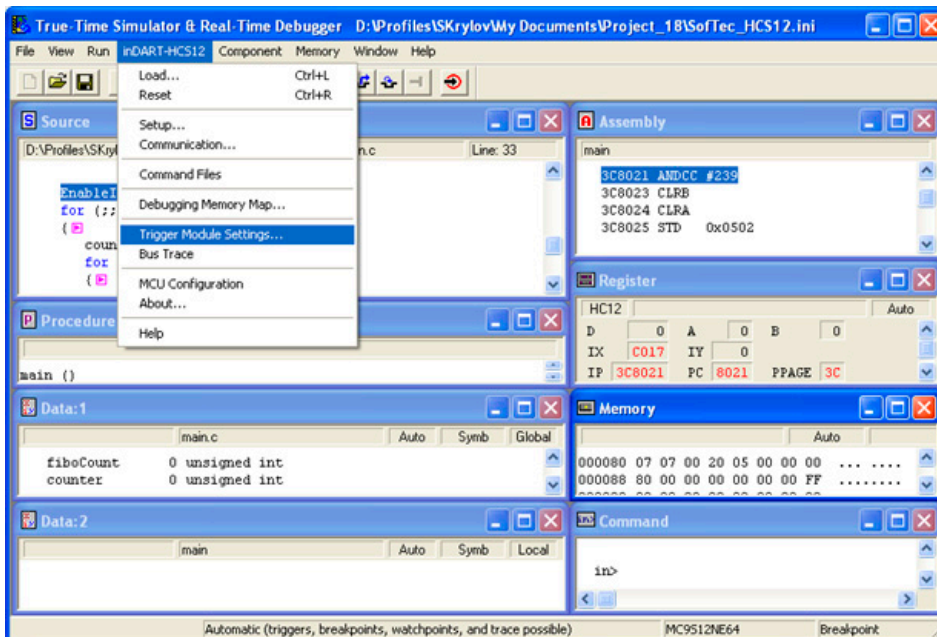 True-Time Simulator & Real-Time Debugger D:\Profiles\SKrylov\My Documents\Project_18\SofTec_HCS12.ini
File View Run inDART-HCS12 Component Memory Window Help
Load... Ctrl+L
Reset Ctrl+R
Setup...
Communication...
Command Files
Debugging Memory Map...
Trigger Module Settings...
Bus Trace
MCU Configuration
About...
Help
Source
D:\Profiles\SKryl n.c Line: 33
EnableI
for (;;
{
coun
for
{
Assembly
main
3C8021 ANDCC #239
3C8023 CLRB
3C8024 CLRA
3C8025 STD 0x0502
Procedure
main ()
Register
HC12 Auto
D 0 A 0 B 0
IX C017 IY 0
IP 3C8021 PC 8021 PPAGE 3C
Data:1
main.c Auto Symb Global
fiboCount 0 unsigned int
counter 0 unsigned int
Memory
Auto
000080 07 07 00 20 05 00 00 00 ... ....
000088 80 00 00 00 00 00 00 FF ........
Data:2
main Auto Symb Local
Command
in>
Automatic (triggers, breakpoints, watchpoints, and trace possible) MC9S12NE64 Breakpoint